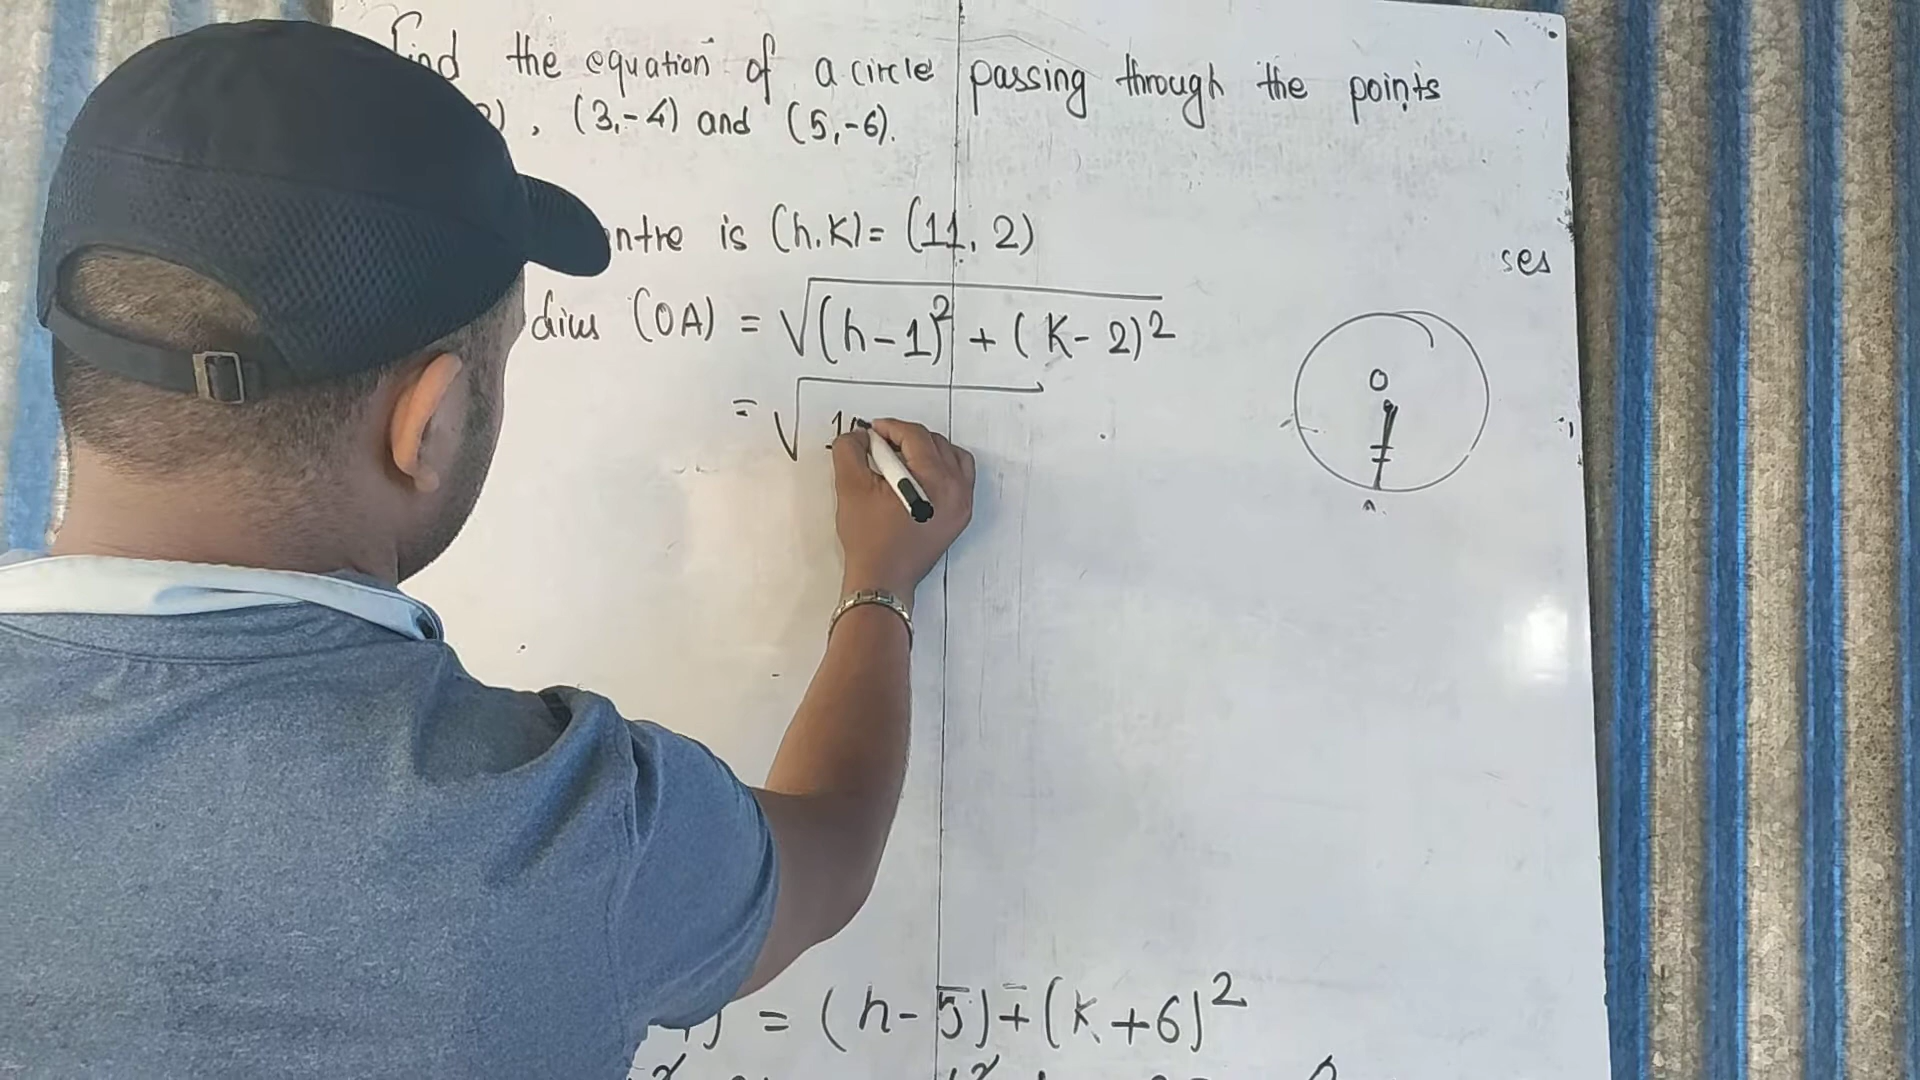 Find the equation of a circle passing through the points
), (3,-4) and (5,-6).
ntre is (h,K) = (11, 2)
ses
dius (OA) = √(h-1)² + (K-2)²
= √
O
A
= (h-5) + (K+6)²